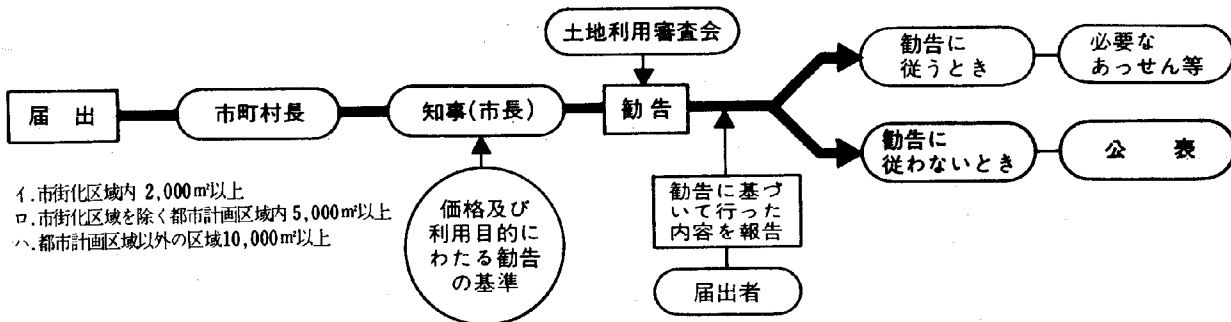 土地利用審査会
届出
市町村長
知事(市長)
勧告
勧告に
従うとき
必要な
あっせん等
勧告に
従わないとき
公表
イ.市街化区域内 2,000㎡以上
ロ.市街化区域を除く都市計画区域内 5,000㎡以上
ハ.都市計画区域以外の区域10,000㎡以上
価格及び
利用目的に
わたる勧告
の基準
勧告に基づ
いて行った
内容を報告
届出者